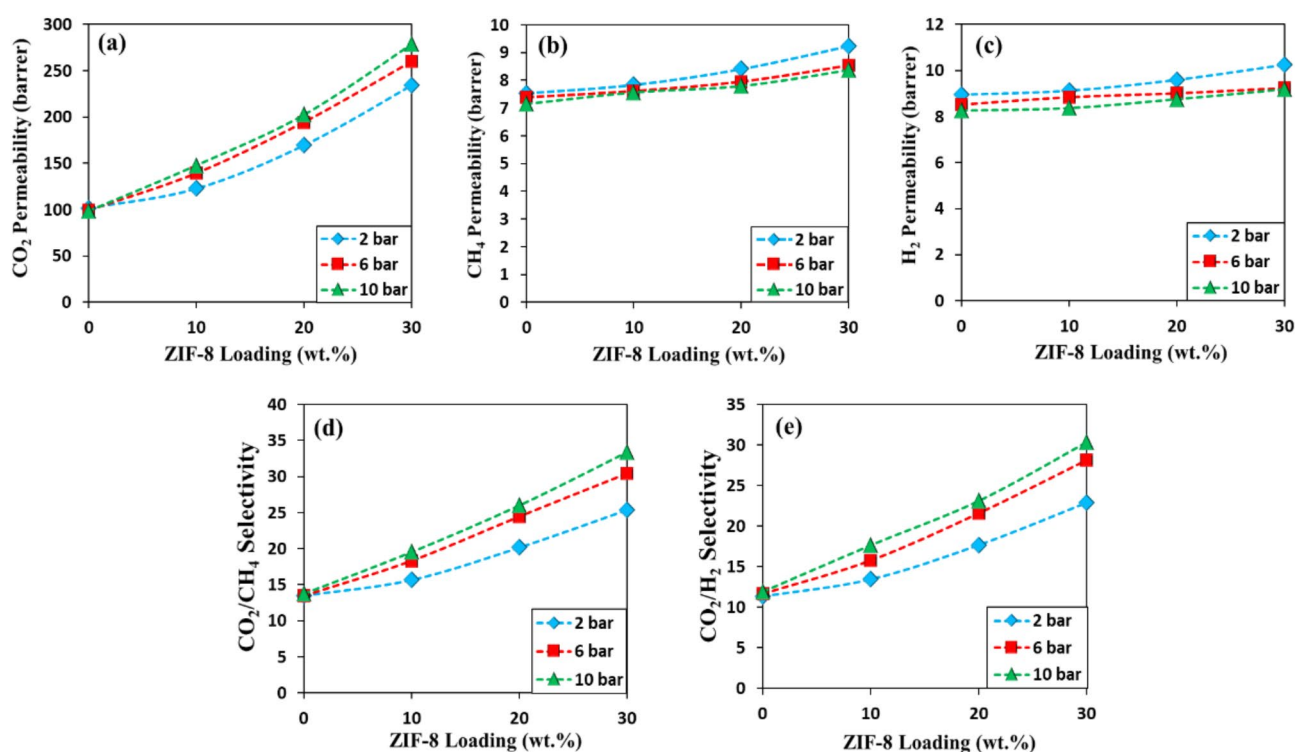 (a)
CO₂ Permeability (barrer)
300
250
200
150
100
50
0
0 10 20 30
ZIF-8 Loading (wt.%)
2 bar
6 bar
10 bar
(b)
CH₄ Permeability (barrer)
10
9
8
7
6
5
4
3
2
1
0
0 10 20 30
ZIF-8 Loading (wt.%)
2 bar
6 bar
10 bar
(c)
H₂ Permeability (barrer)
12
10
8
6
4
2
0
0 10 20 30
ZIF-8 Loading (wt.%)
2 bar
6 bar
10 bar
(d)
CO₂/CH₄ Selectivity
40
35
30
25
20
15
10
5
0
0 10 20 30
ZIF-8 Loading (wt.%)
2 bar
6 bar
10 bar
(e)
CO₂/H₂ Selectivity
35
30
25
20
15
10
5
0
0 10 20 30
ZIF-8 Loading (wt.%)
2 bar
6 bar
10 bar